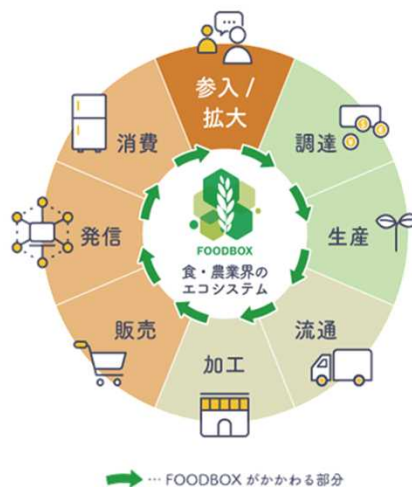 参入 /
拡大
調達
生産
流通
加工
販売
発信
消費
FOODBOX
食・農業界の
エコシステム
… FOODBOX がかかわる部分